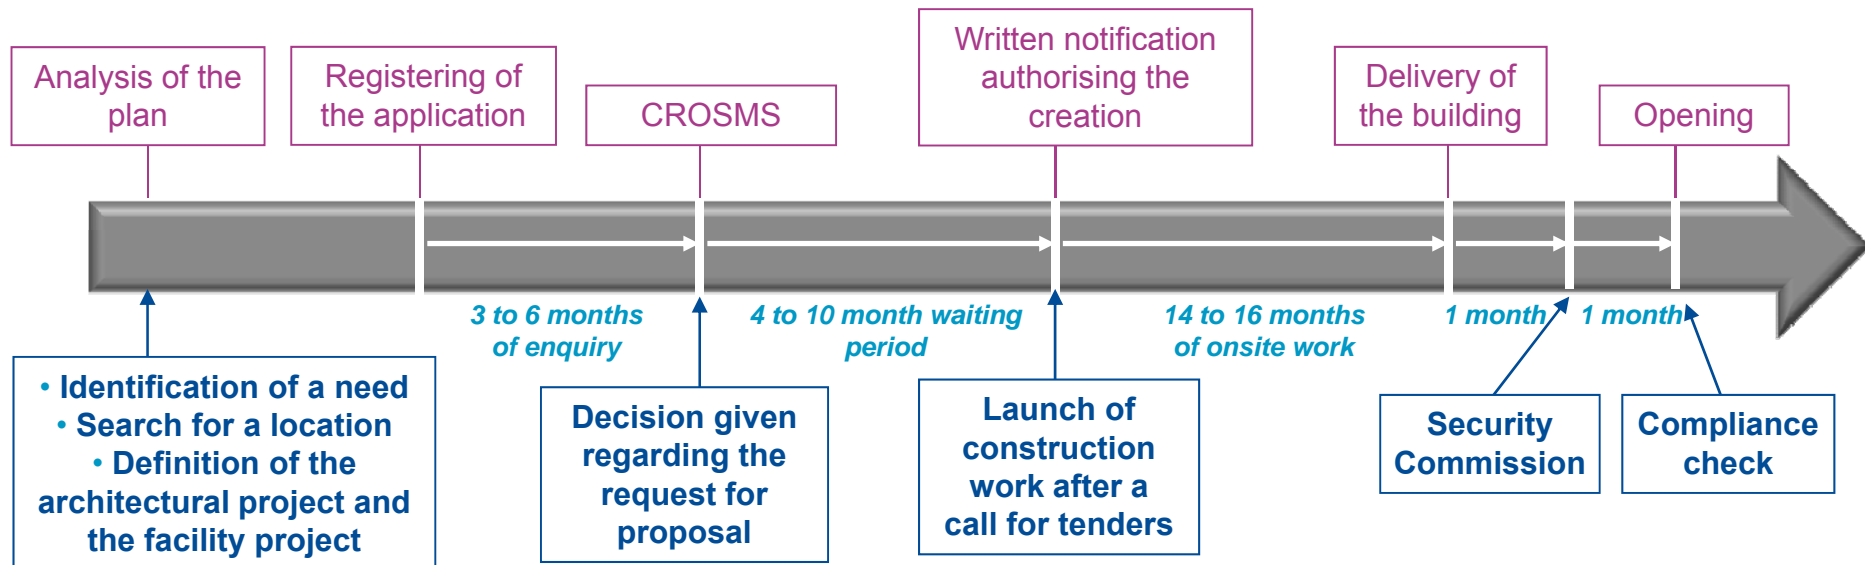 Analysis of the
plan
Registering of
the application
CROSMS
Written notification
authorising the
creation
Delivery of
the building
Opening
3 to 6 months
of enquiry
4 to 10 month waiting
period
14 to 16 months
of onsite work
1 month
1 month
• Identification of a need
• Search for a location
• Definition of the
architectural project and
the facility project
Decision given
regarding the
request for
proposal
Launch of
construction
work after a
call for tenders
Security
Commission
Compliance
check